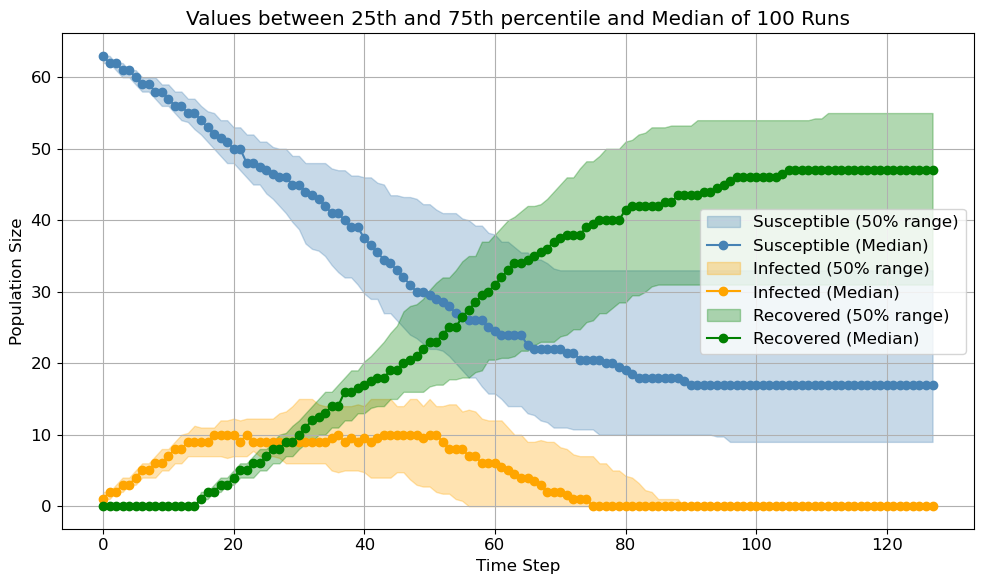 Values between 25th and 75th percentile and Median of 100 Runs
Population Size
60
50
40
30
20
10
0
Susceptible (50% range)
Susceptible (Median)
Infected (50% range)
Infected (Median)
Recovered (50% range)
Recovered (Median)
0 20 40 60 80 100 120
Time Step